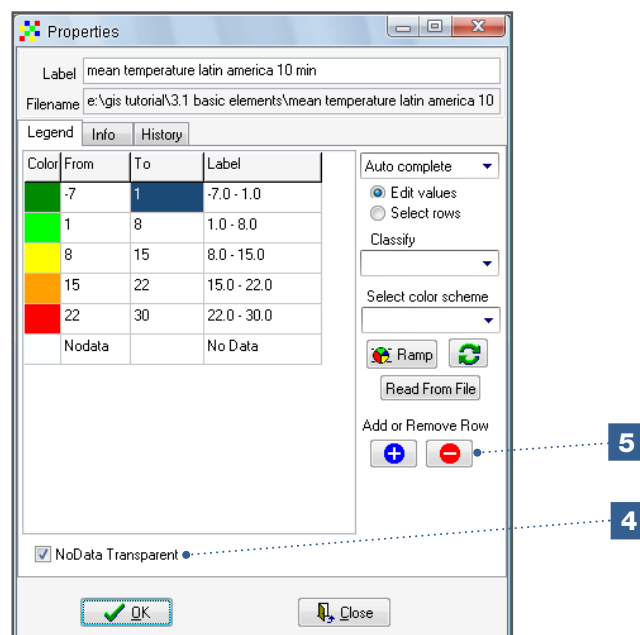 Properties
Label mean temperature latin america 10 min
Filename e:\gis tutorial\3.1 basic elements\mean temperature latin america 10
Legend Info History
Color From To Label
-7 1 -7.0 - 1.0
1 8 1.0 - 8.0
8 15 8.0 - 15.0
15 22 15.0 - 22.0
22 30 22.0 - 30.0
Nodata No Data
Auto complete
Edit values
Select rows
Classify
Select color scheme
Ramp
Read From File
Add or Remove Row
5
4
NoData Transparent
OK Close